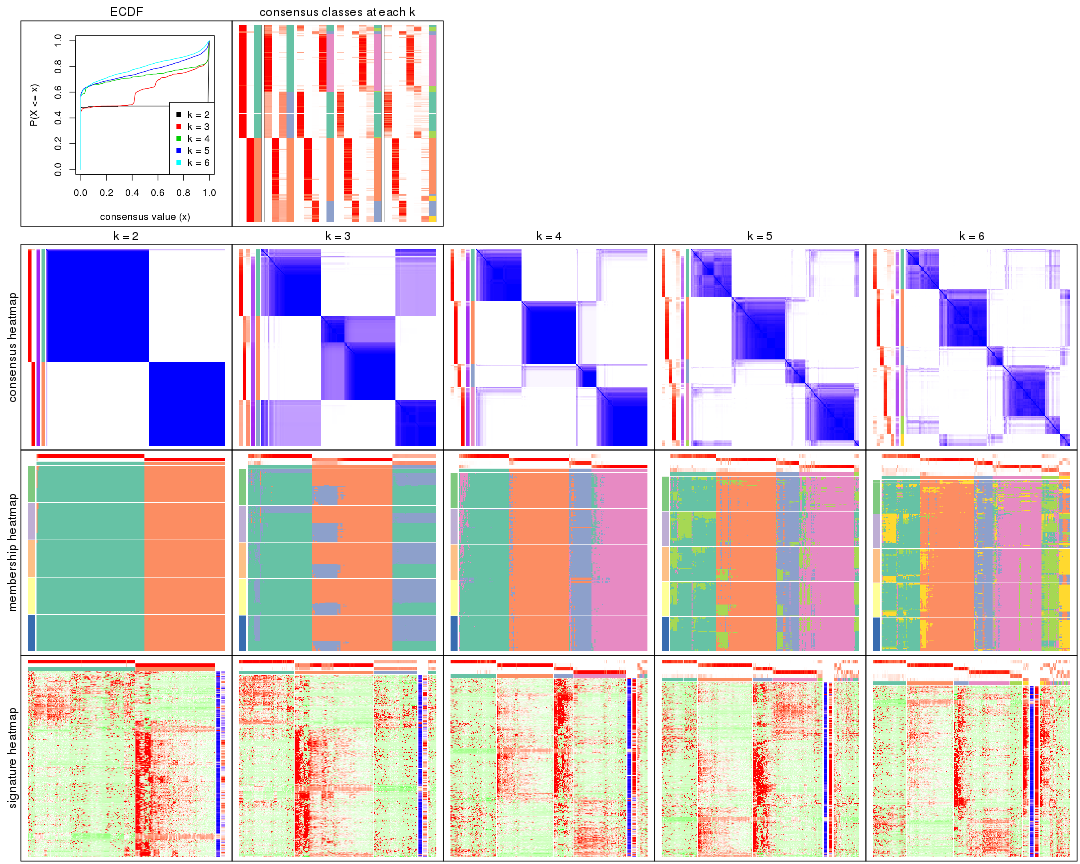 ECDF
consensus classes at each k
P(X <= x)
0.0 0.2 0.4 0.6 0.8 1.0
k = 2
k = 3
k = 4
k = 5
k = 6
0.0 0.2 0.4 0.6 0.8 1.0
consensus value (x)
k = 2
k = 3
k = 4
k = 5
k = 6
consensus heatmap
membership heatmap
signature heatmap